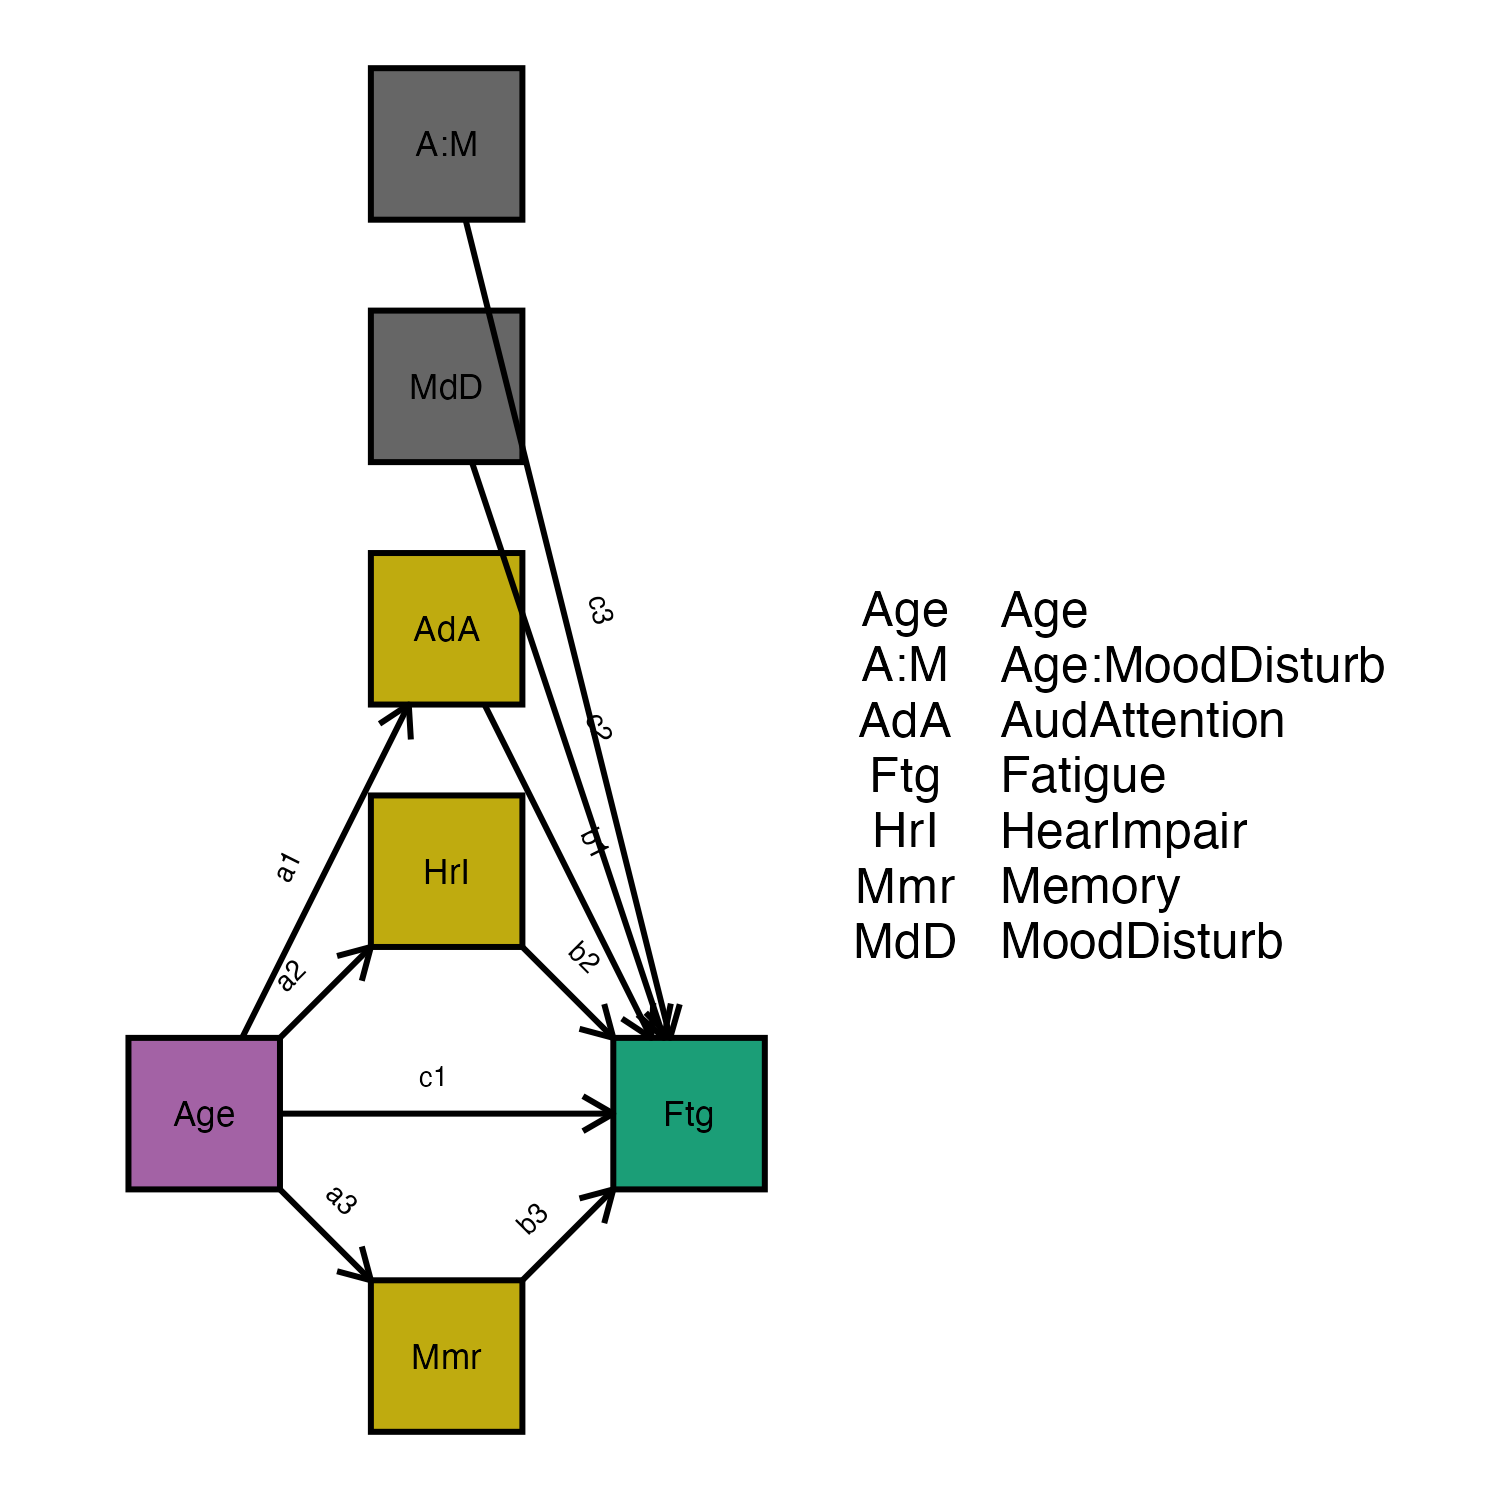 A:M
MdD
c3
AdA
c2
b1
a1
HrI
b2
a2
c1
Age
Ftg
a3
b3
Mmr
Age Age
A:M Age:MoodDisturb
AdA AudAttention
Ftg Fatigue
HrI HearImpair
Mmr Memory
MdD MoodDisturb